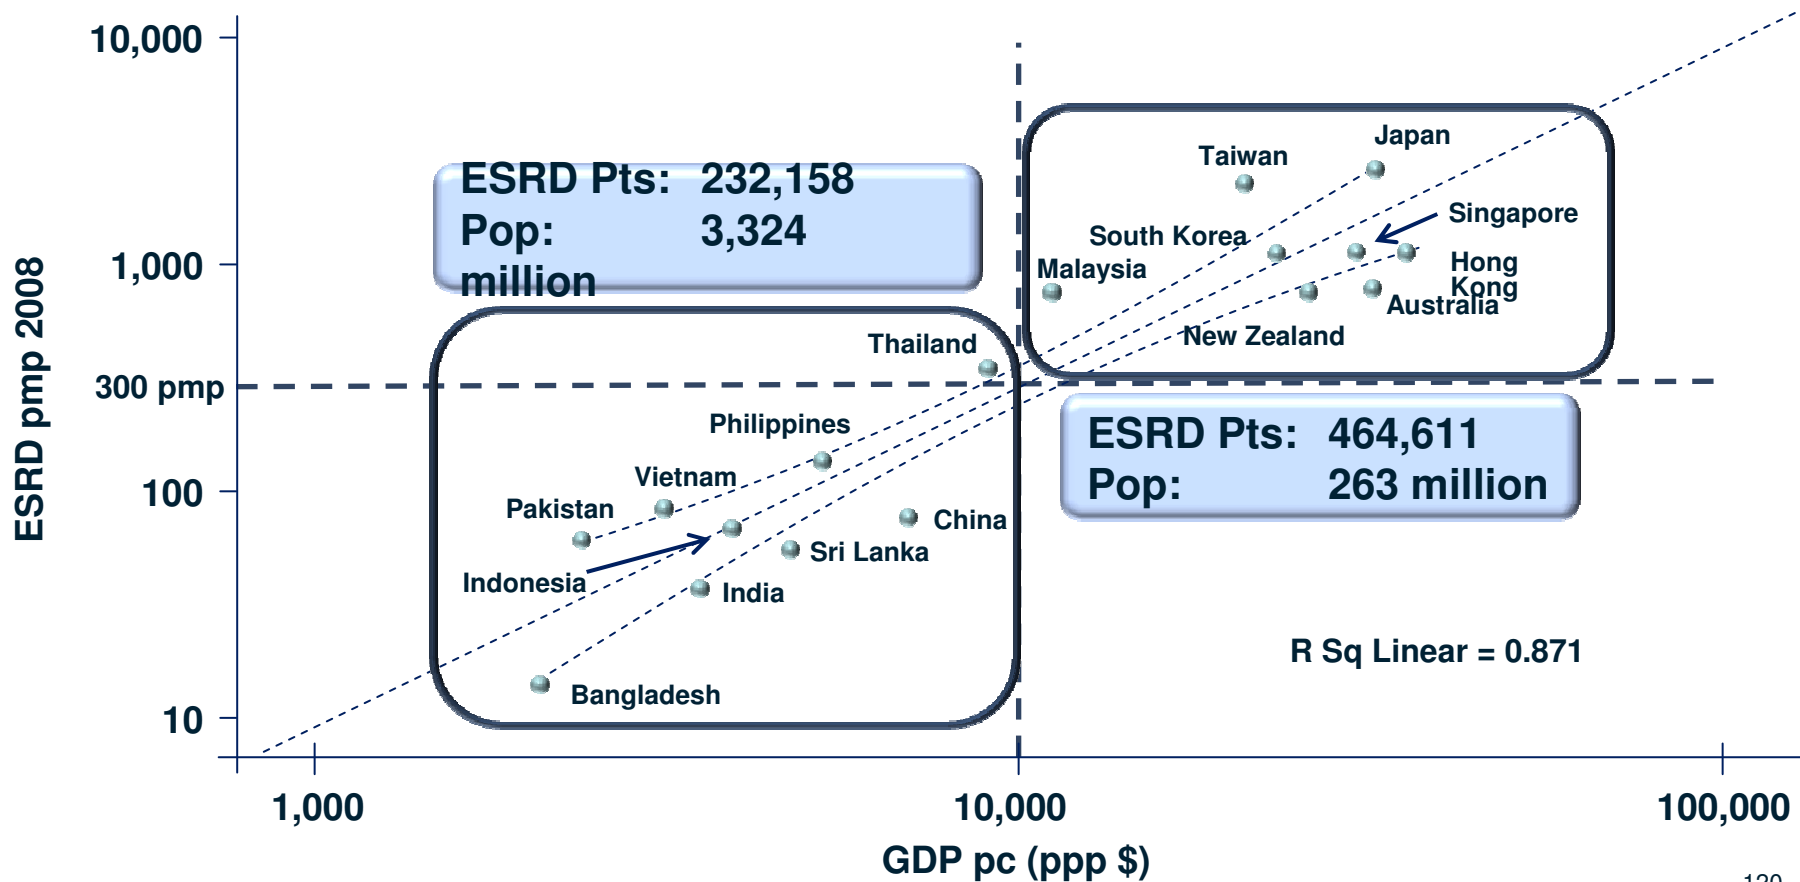 10,000
Japan
Taiwan
ESRD Pts: 232,158
Pop: 3,324
million
Singapore
South Korea
1,000
Malaysia
Hong
Kong
Australia
New Zealand
Thailand
300 pmp
ESRD pmp 2008
Philippines
ESRD Pts: 464,611
Pop: 263 million
Vietnam
100
Pakistan
China
Sri Lanka
Indonesia
India
R Sq Linear = 0.871
Bangladesh
10
1,000
10,000
100,000
GDP pc (ppp $)